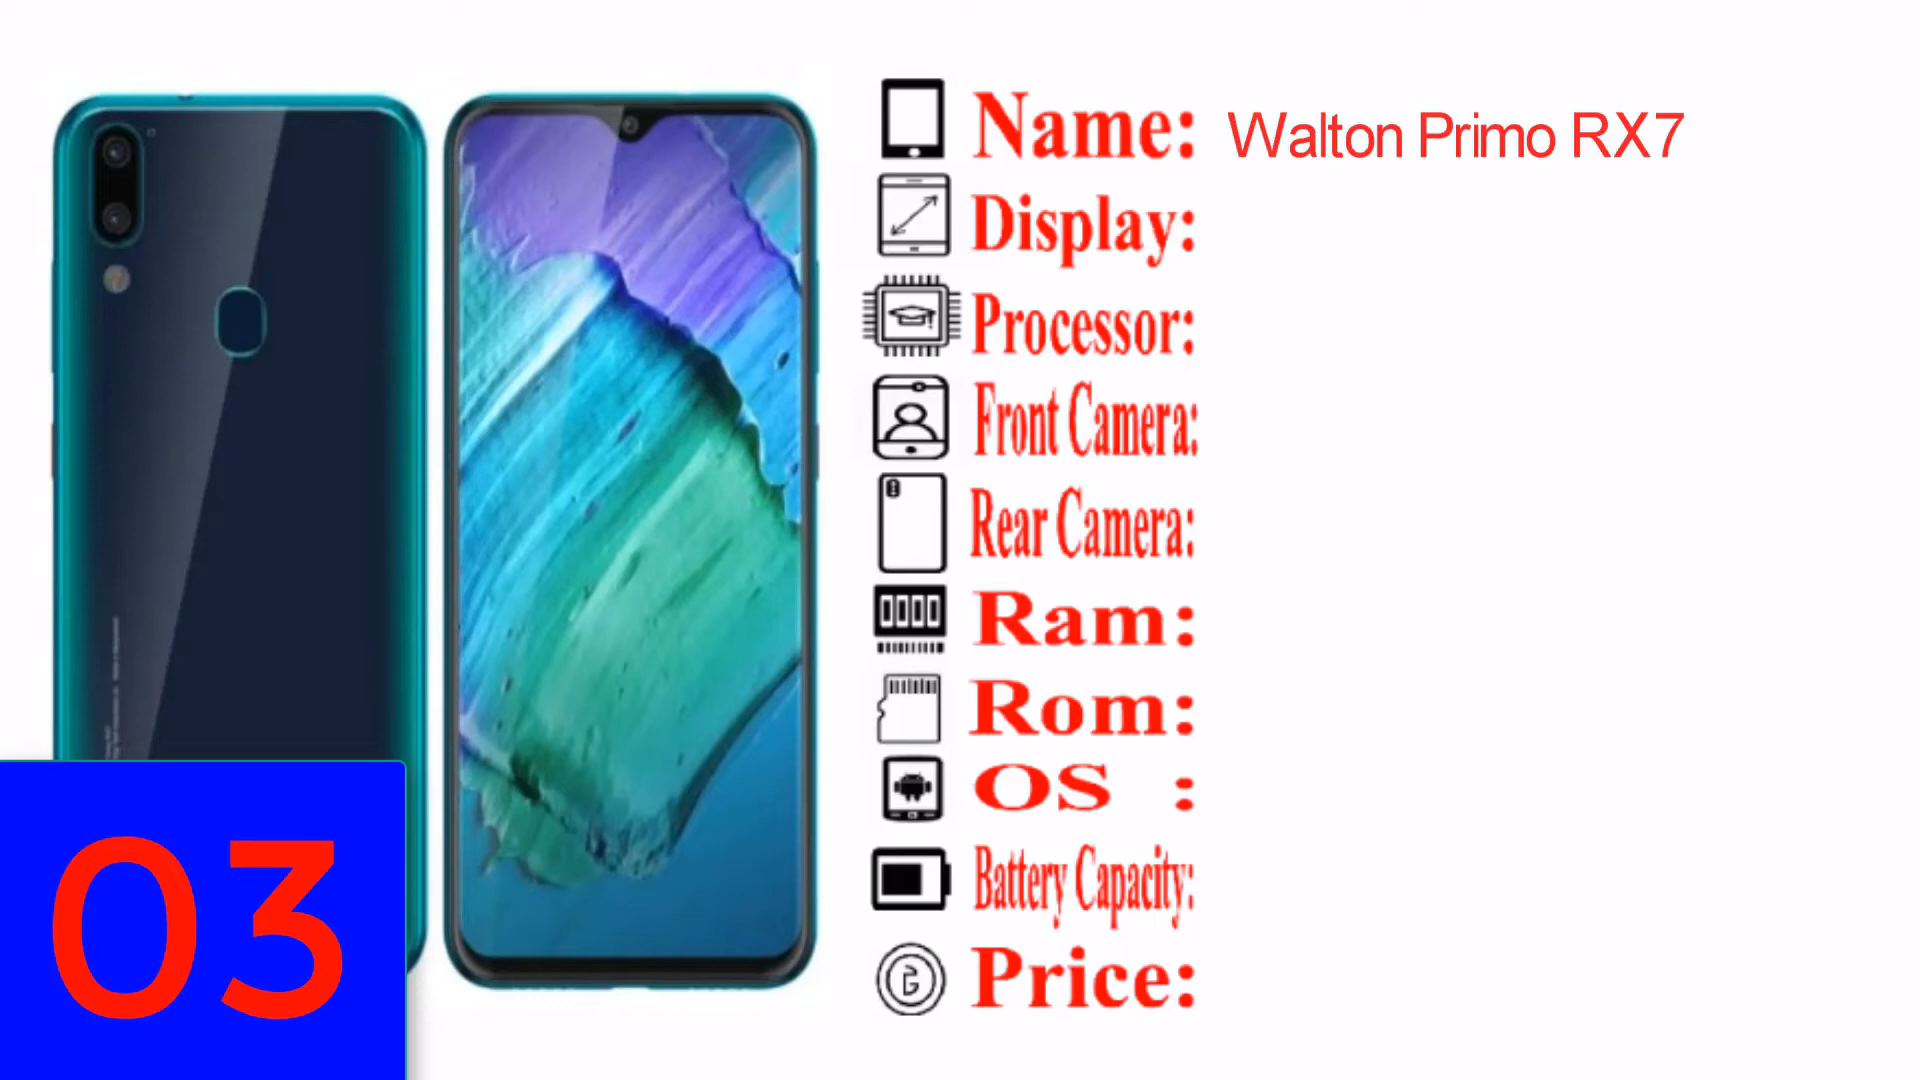 Name: Walton Primo RX7
Display:
Processor:
Front Camera:
Rear Camera:
Ram:
Rom:
OS :
Battery Capacity:
Price:
03